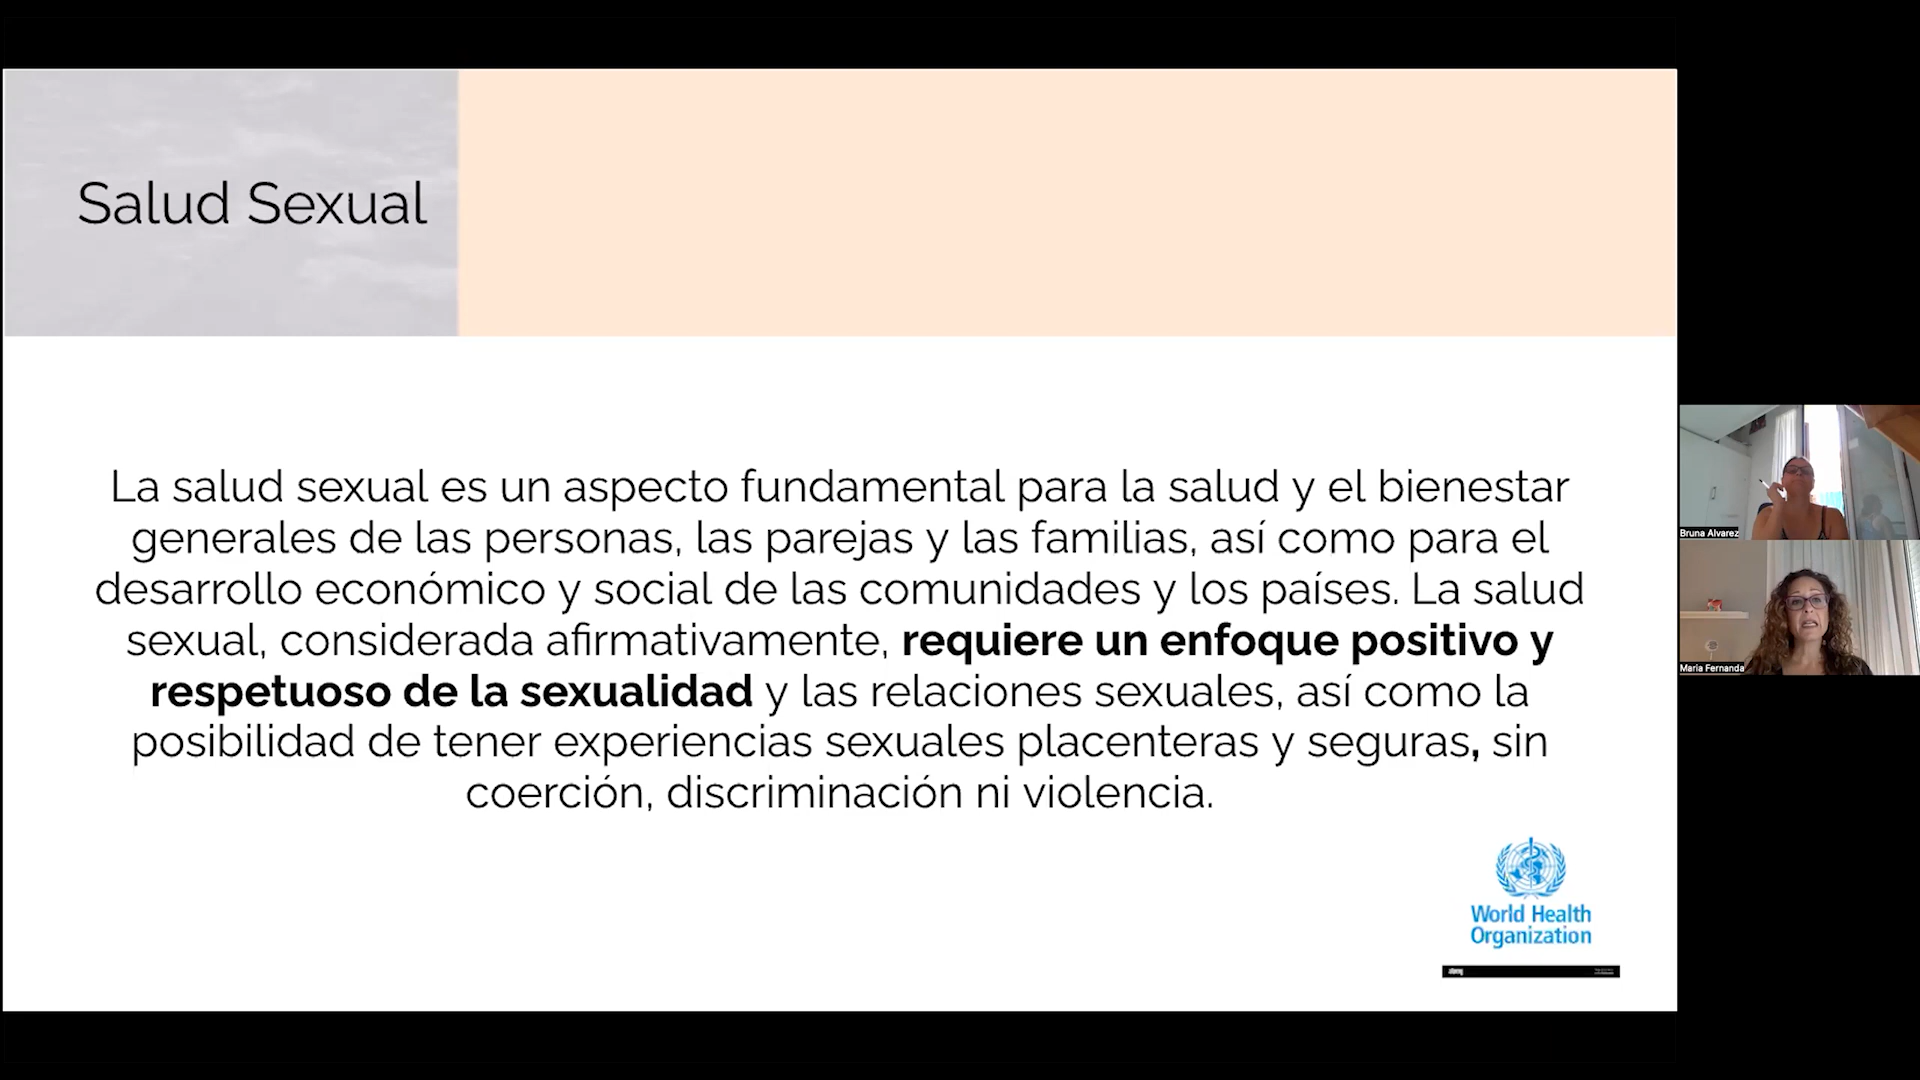 Salud Sexual
La salud sexual es un aspecto fundamental para la salud y el bienestar
generales de las personas, las parejas y las familias, así como para el
desarrollo económico y social de las comunidades y los países. La salud
sexual, considerada afirmativamente, requiere un enfoque positivo y
respetuoso de la sexualidad y las relaciones sexuales, así como la
posibilidad de tener experiencias sexuales placenteras y seguras, sin
coerción, discriminación ni violencia.
World Health
Organization
Bruna Alvarez
Maria Fernanda